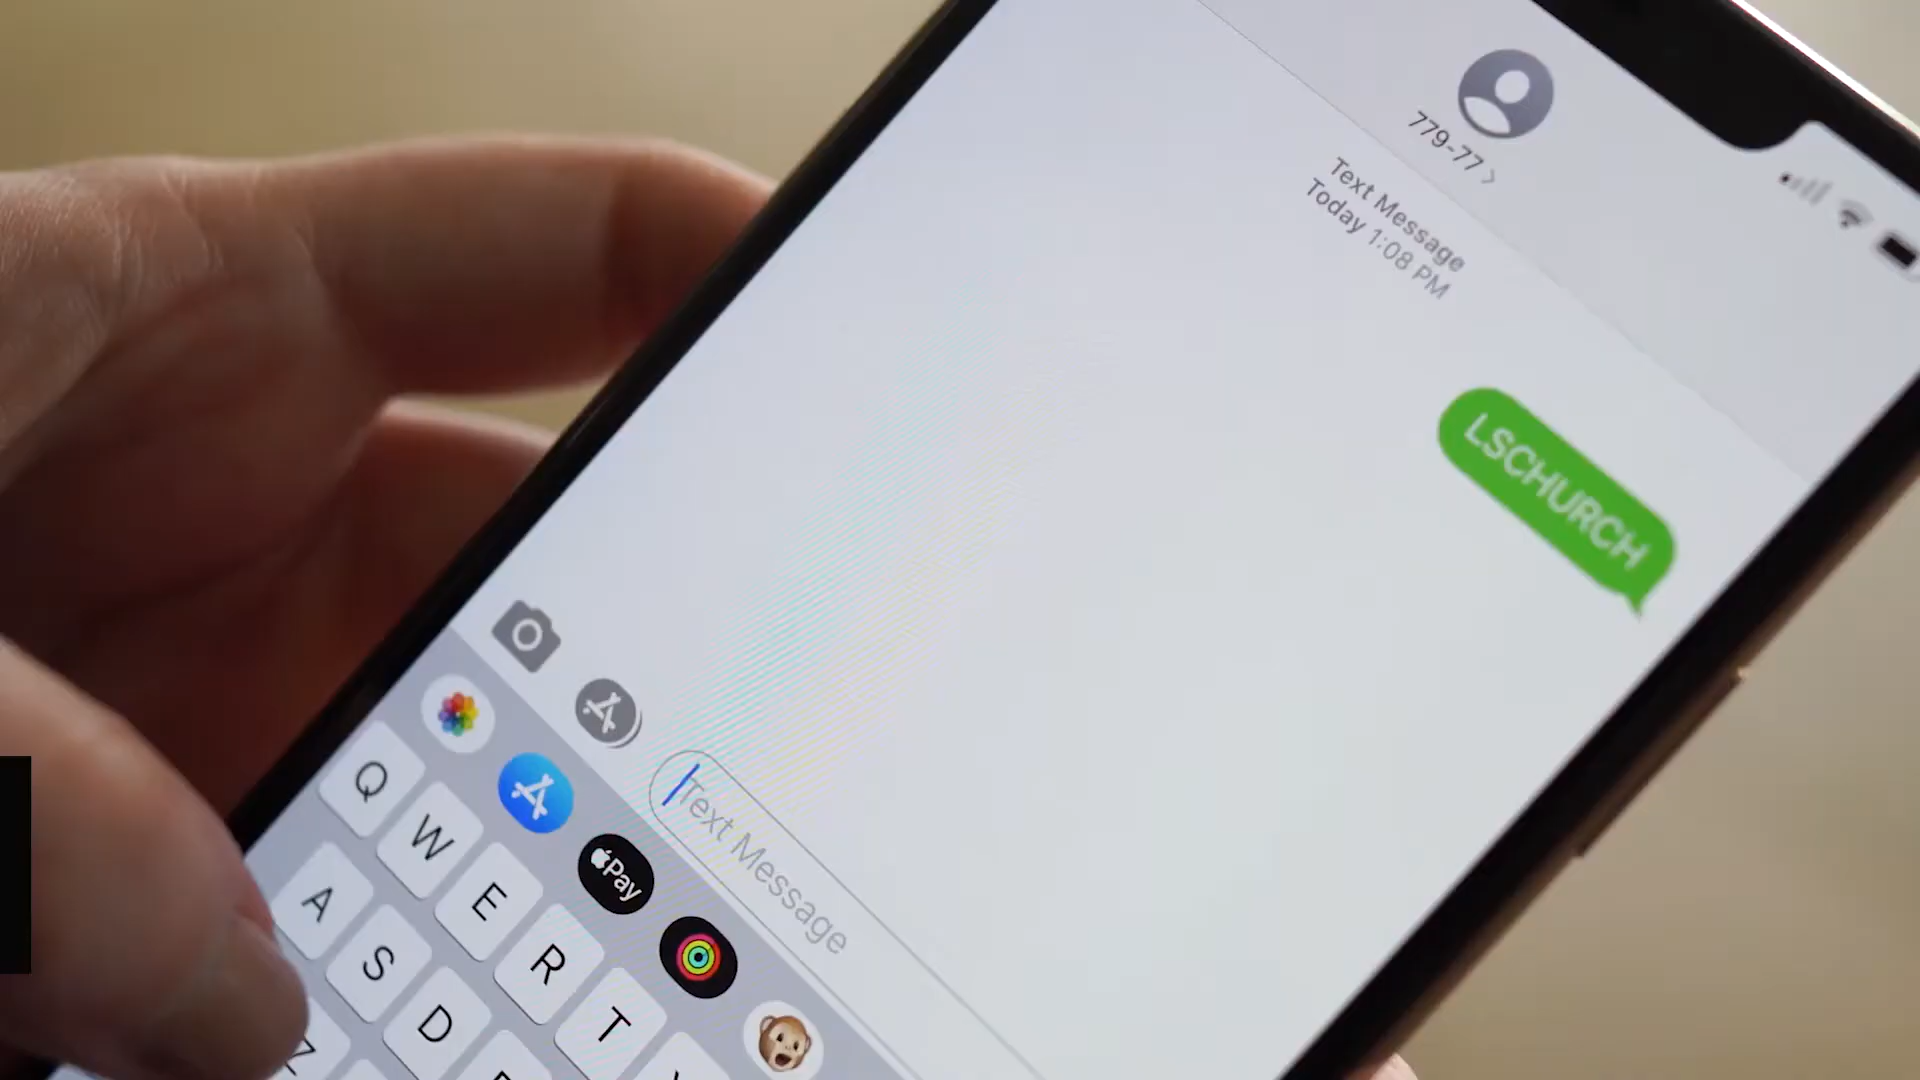 779-77 >
Text Message
Today 1:08 PM
LSCHURCH
Text Message
Pay
Q W E R T
A S D
Z